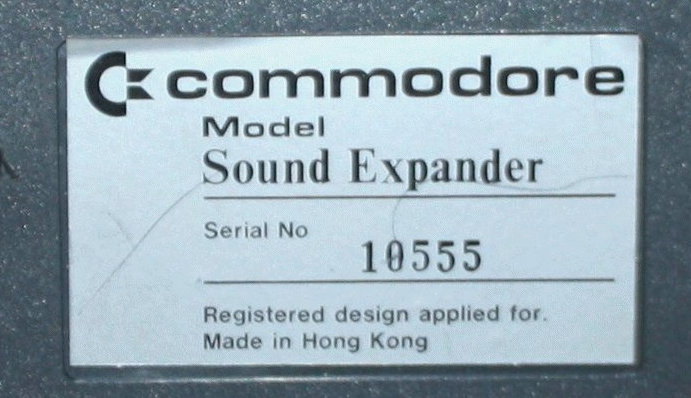 commodore
Model
Sound Expander
Serial No
10555
Registered design applied for.
Made in Hong Kong